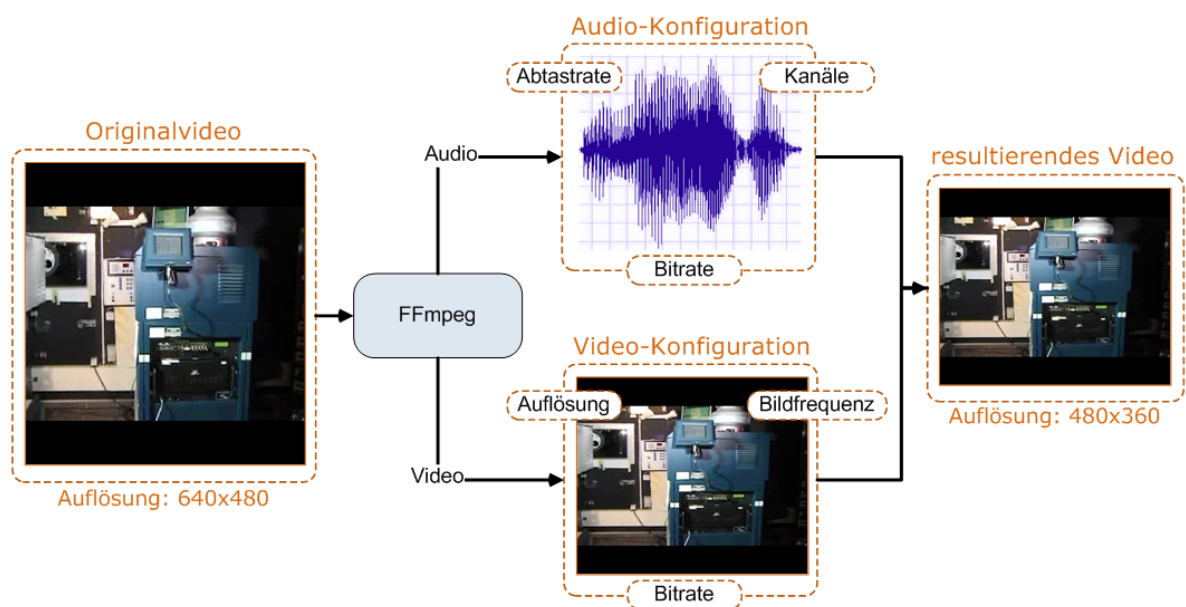 Originalvideo
Auflösung: 640x480
FFmpeg
Audio
Video
Audio-Konfiguration
Abtastrate
Kanäle
Bitrate
Video-Konfiguration
Auflösung
Bildfrequenz
Bitrate
resultierendes Video
Auflösung: 480x360